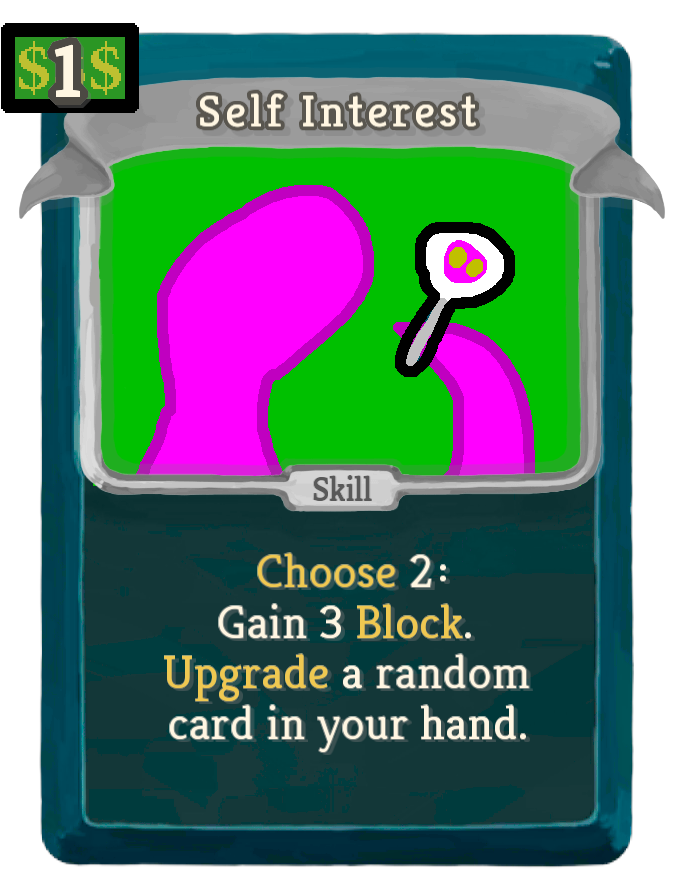 $1$
Self Interest
Skill
Choose 2:
Gain 3 Block.
Upgrade a random
card in your hand.